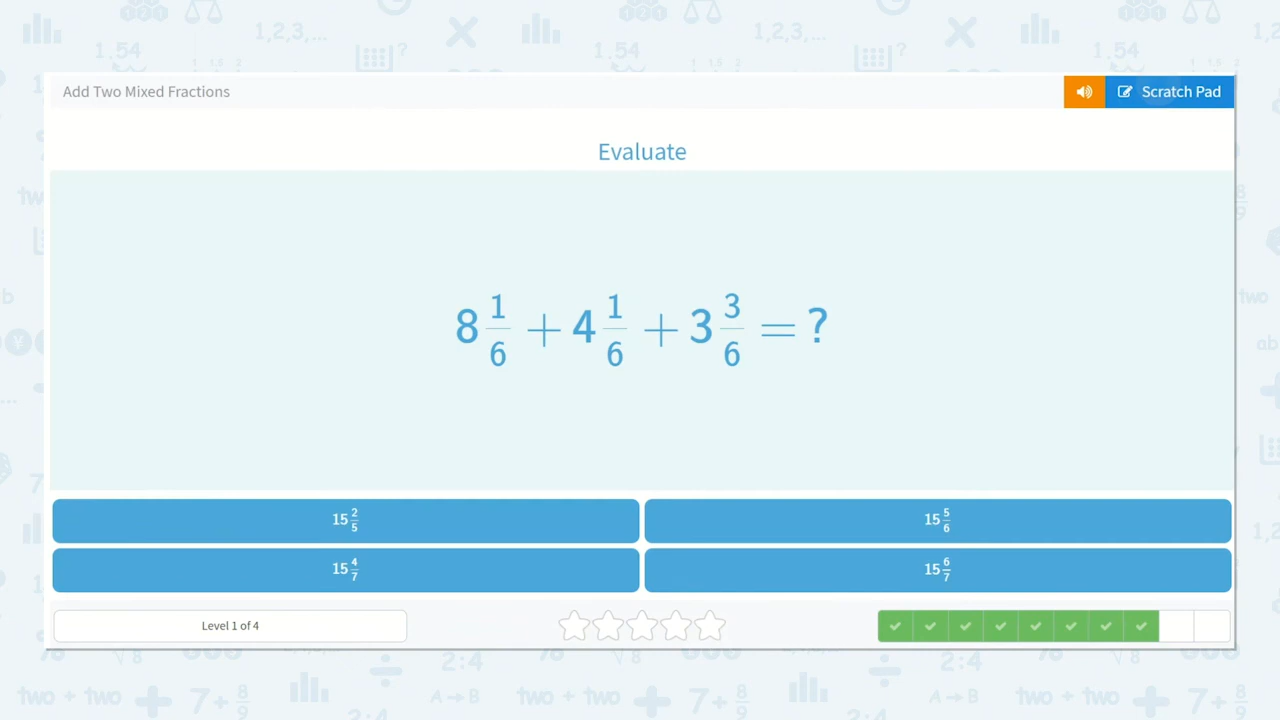 Add Two Mixed Fractions
Scratch Pad
Evaluate
8 1/6 + 4 1/6 + 3 3/6 = ?
15 2/5
15 5/6
15 4/7
15 6/7
Level 1 of 4